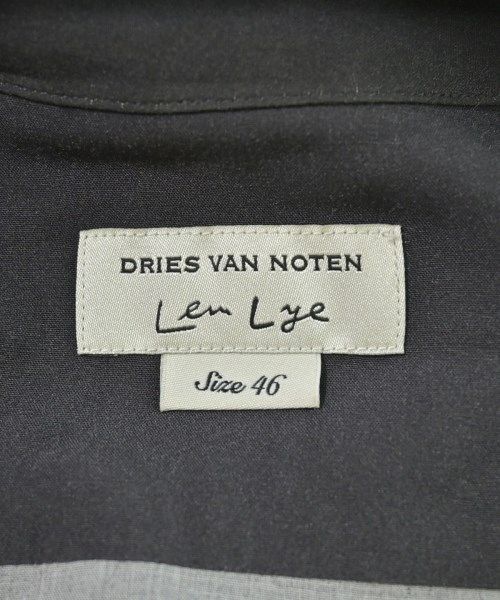 DRIES VAN NOTEN
Len Lye
Size 46